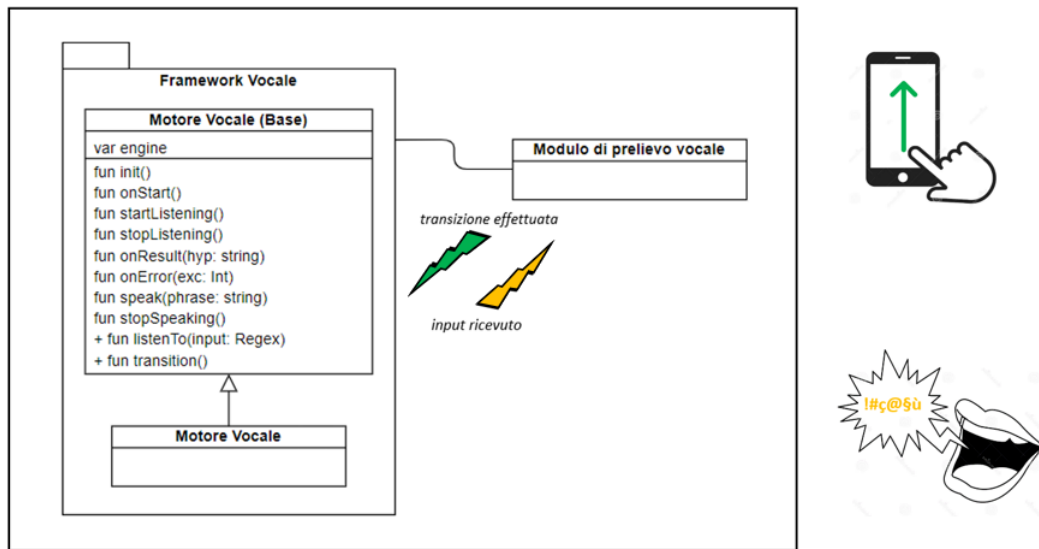 Framework Vocale
Motore Vocale (Base)
var engine
fun init()
fun onStart()
fun startListening()
fun stopListening()
fun onResult(hyp: string)
fun onError(exc: Int)
fun speak(phrase: string)
fun stopSpeaking()
+ fun listenTo(input: Regex)
+ fun transition()
Motore Vocale
Modulo di prelievo vocale
transizione effettuata
input ricevuto
!#ç@§ù